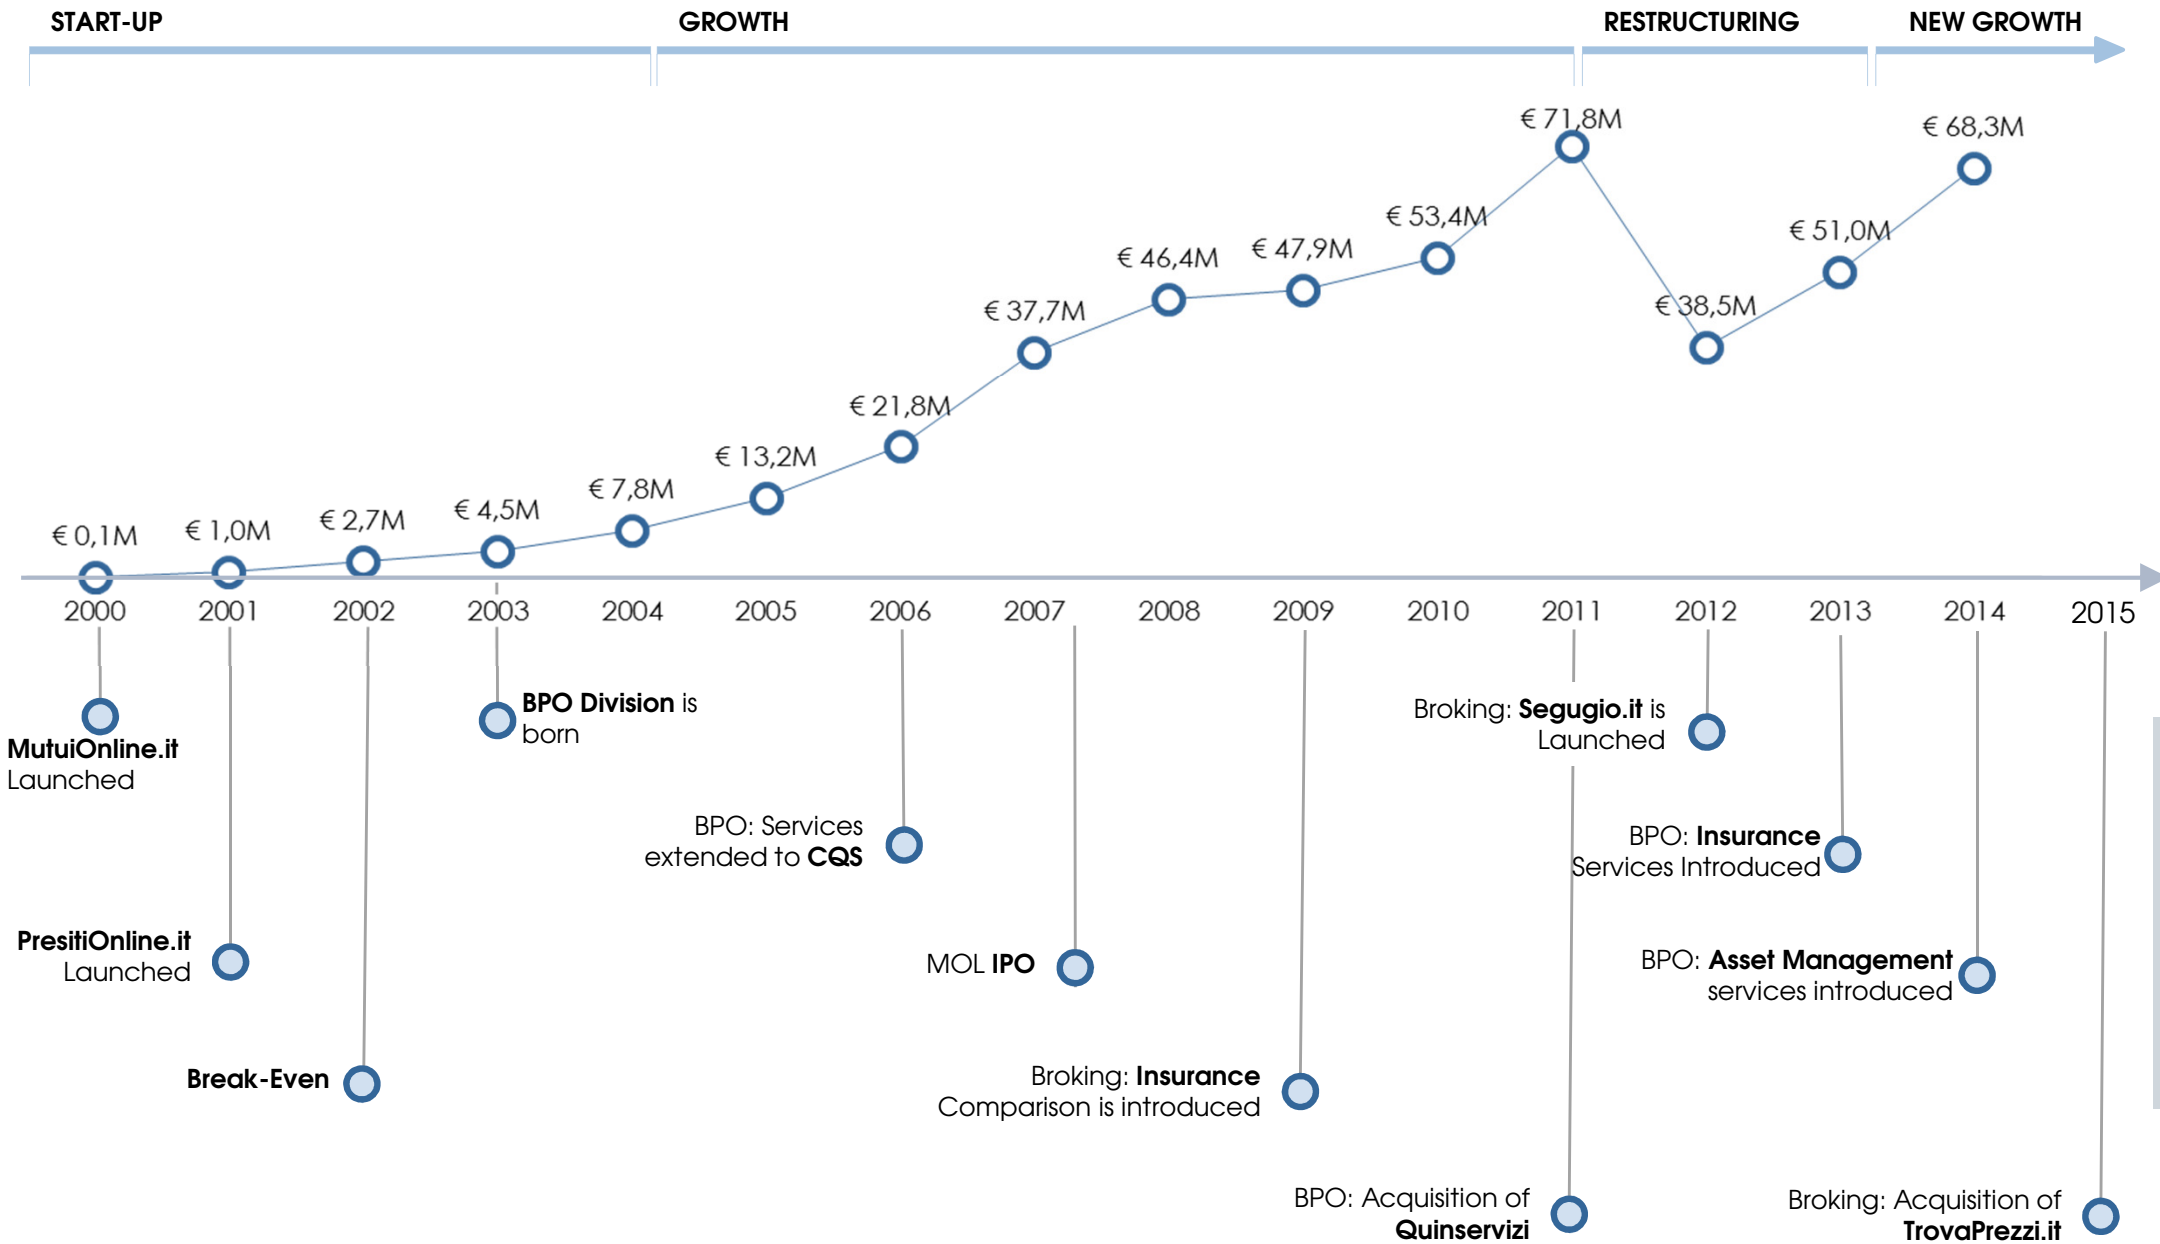 START-UP
GROWTH
RESTRUCTURING
NEW GROWTH
€ 0,1M
€ 1,0M
€ 2,7M
€ 4,5M
€ 7,8M
€ 13,2M
€ 21,8M
€ 37,7M
€ 46,4M
€ 47,9M
€ 53,4M
€ 71,8M
€ 38,5M
€ 51,0M
€ 68,3M
2000
2001
2002
2003
2004
2005
2006
2007
2008
2009
2010
2011
2012
2013
2014
2015
MutuiOnline.it
Launched
PresitiOnline.it
Launched
Break-Even
BPO Division is
born
BPO: Services
extended to CQS
MOL IPO
Broking: Insurance
Comparison is introduced
BPO: Acquisition of
Quinservizi
Broking: Segugio.it is
Launched
BPO: Insurance
Services Introduced
BPO: Asset Management
services introduced
Broking: Acquisition of
TrovaPrezzi.it